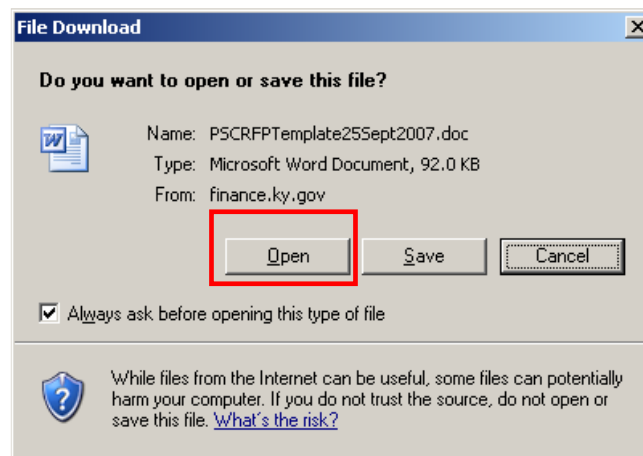 File Download
Do you want to open or save this file?
Name: PSCRFPTemplate25Sept2007.doc
Type: Microsoft Word Document, 92.0 KB
From: finance.ky.gov
Open Save Cancel
Always ask before opening this type of file
While files from the Internet can be useful, some files can potentially
harm your computer. If you do not trust the source, do not open or
save this file. What's the risk?